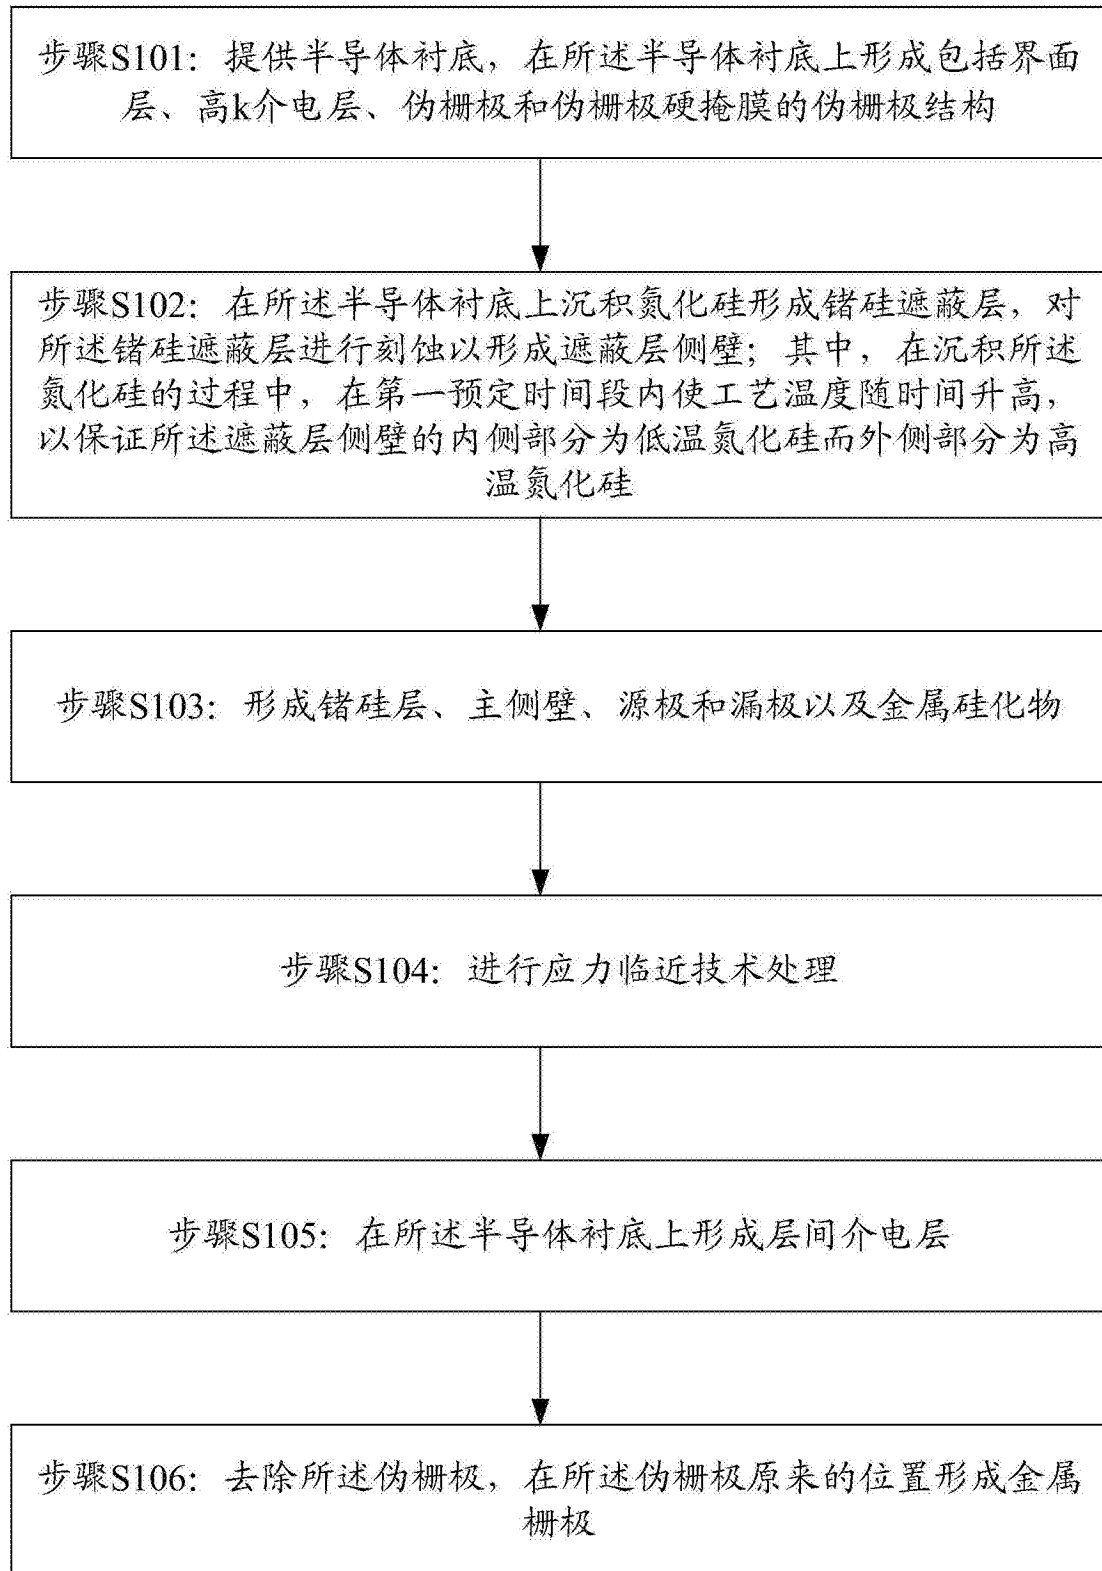 步骤S101：提供半导体衬底，在所述半导体衬底上形成包括界面
层、高k介电层、伪栅极和伪栅极硬掩膜的伪栅极结构
步骤S102：在所述半导体衬底上沉积氮化硅形成锗硅遮蔽层，对
所述锗硅遮蔽层进行刻蚀以形成遮蔽层侧壁；其中，在沉积所述
氮化硅的过程中，在第一预定时间段内使工艺温度随时间升高，
以保证所述遮蔽层侧壁的内侧部分为低温氮化硅而外侧部分为高
温氮化硅
步骤S103：形成锗硅层、主侧壁、源极和漏极以及金属硅化物
步骤S104：进行应力临近技术处理
步骤S105：在所述半导体衬底上形成层间介电层
步骤S106：去除所述伪栅极，在所述伪栅极原来的位置形成金属
栅极